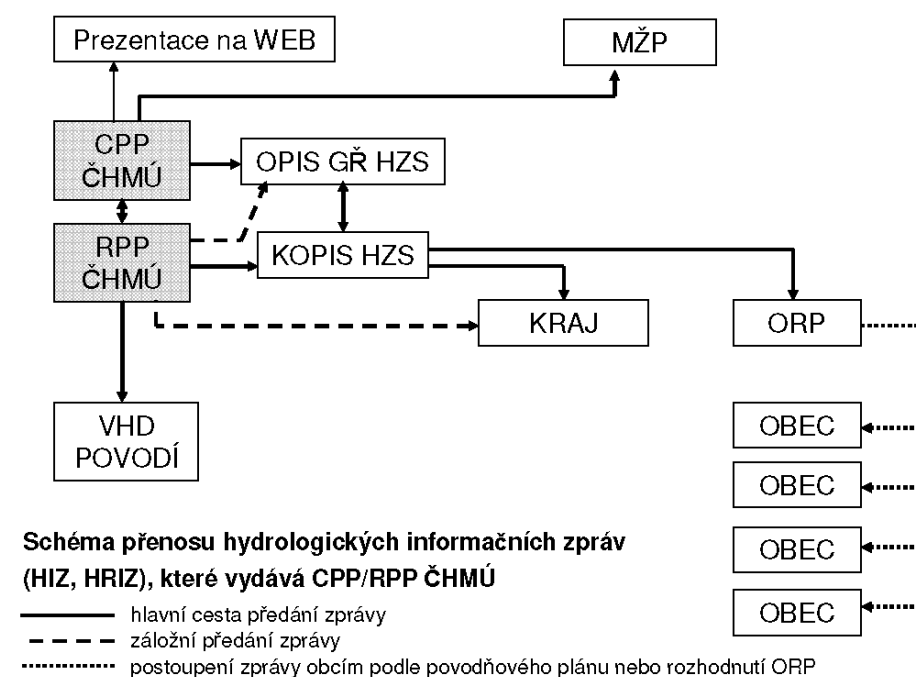 Prezentace na WEB
MŽP
CPP
ČHMÚ
OPIS GŘ HZS
RPP
ČHMÚ
KOPIS HZS
KRAJ
ORP
VHD
POVODÍ
OBEC
OBEC
OBEC
OBEC
Schéma přenosu hydrologických informačních zpráv
(HIZ, HRIZ), které vydává CPP/RPP ČHMÚ
hlavní cesta předání zprávy
záložní předání zprávy
postoupení zprávy obcím podle povodňového plánu nebo rozhodnutí ORP